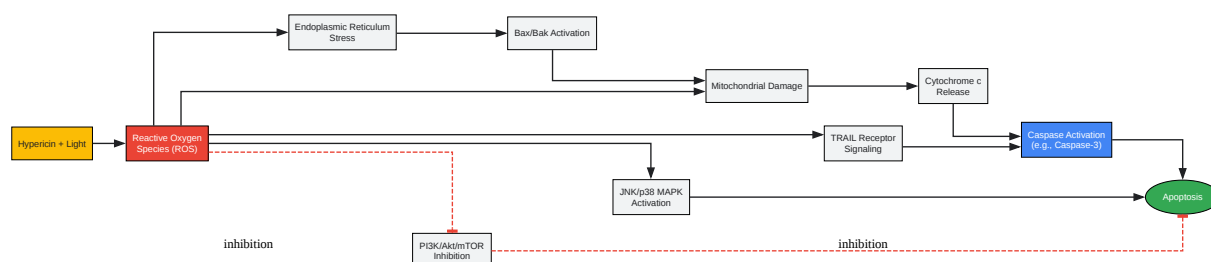 Endoplasmic Reticulum
Stress
Bax/Bak Activation
Mitochondrial Damage
Cytochrome c
Release
Hypericin + Light
Reactive Oxygen
Species (ROS)
TRAIL Receptor
Signaling
Caspase Activation
(e.g., Caspase-3)
JNK/p38 MAPK
Activation
Apoptosis
inhibition
PI3K/Akt/mTOR
Inhibition
inhibition